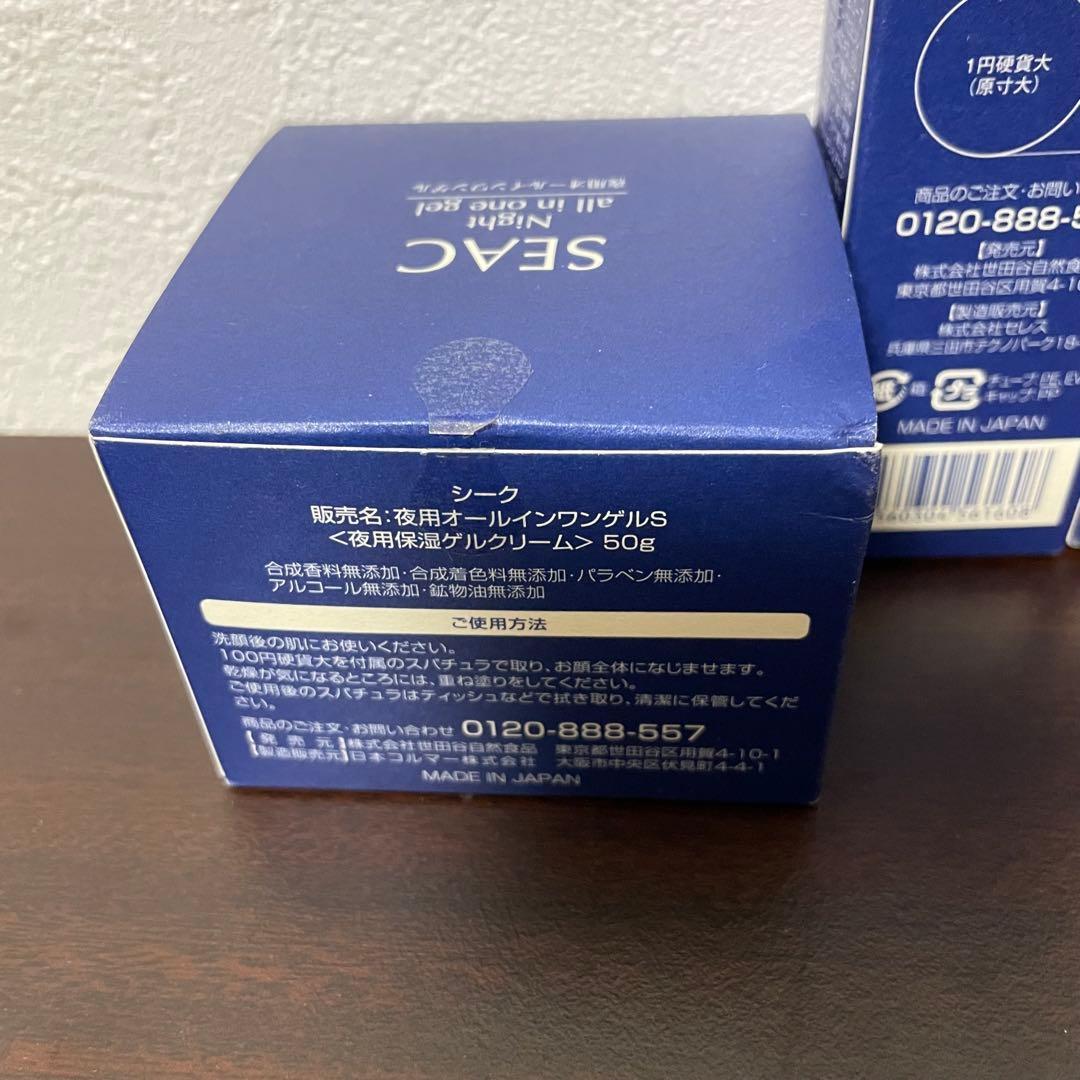 SEAC
Night
all in one gel
夜用オールインワンゲル
シーク
販売名:夜用オールインワンゲルS
<夜用保湿ゲルクリーム> 50g
合成香料無添加・合成着色料無添加・パラベン無添加・
アルコール無添加・鉱物油無添加
ご使用方法
洗顔後の肌にお使いください。
100円硬貨大を付属のスパチュラで取り、お顔全体になじませます。
乾燥が気になるところには、重ね塗りをしてください。
ご使用後のスパチュラはティッシュなどで拭き取り、清潔に保管してくだ
さい。
商品のご注文・お問い合わせ 0120-888-557
【発売元】株式会社世田谷自然食品 東京都世田谷区用賀4-10-1
【製造販売元】日本コルマー株式会社 大阪市中央区伏見町4-4-1
MADE IN JAPAN
1円硬貨大
(原寸大)
商品のご注文・お問い
0120-888-5
【発売元】
株式会社世田谷自然食
東京都世田谷区用賀4-10
【製造販売元】
株式会社セレス
兵庫県三田市テクノパーク18-
紙 箱 プラ チューブ:PE, EV
キャップ:PP
MADE IN JAPAN